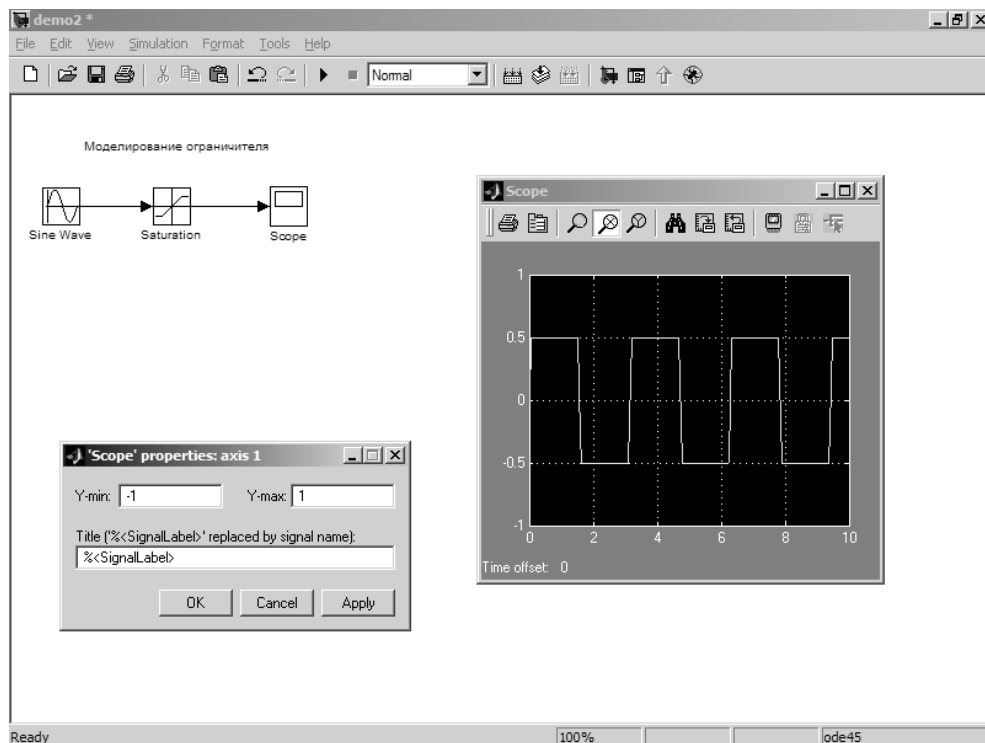 demo2 *
File Edit View Simulation Format Tools Help
Normal
Моделирование ограничителя
Sine Wave
Saturation
Scope
Scope
1
0.5
0
-0.5
-1
0 2 4 6 8 10
Time offset: 0
'Scope' properties: axis 1
Y-min: -1 Y-max: 1
Title ('%<SignalLabel>' replaced by signal name):
%<SignalLabel>
OK Cancel Apply
Ready 100% ode45